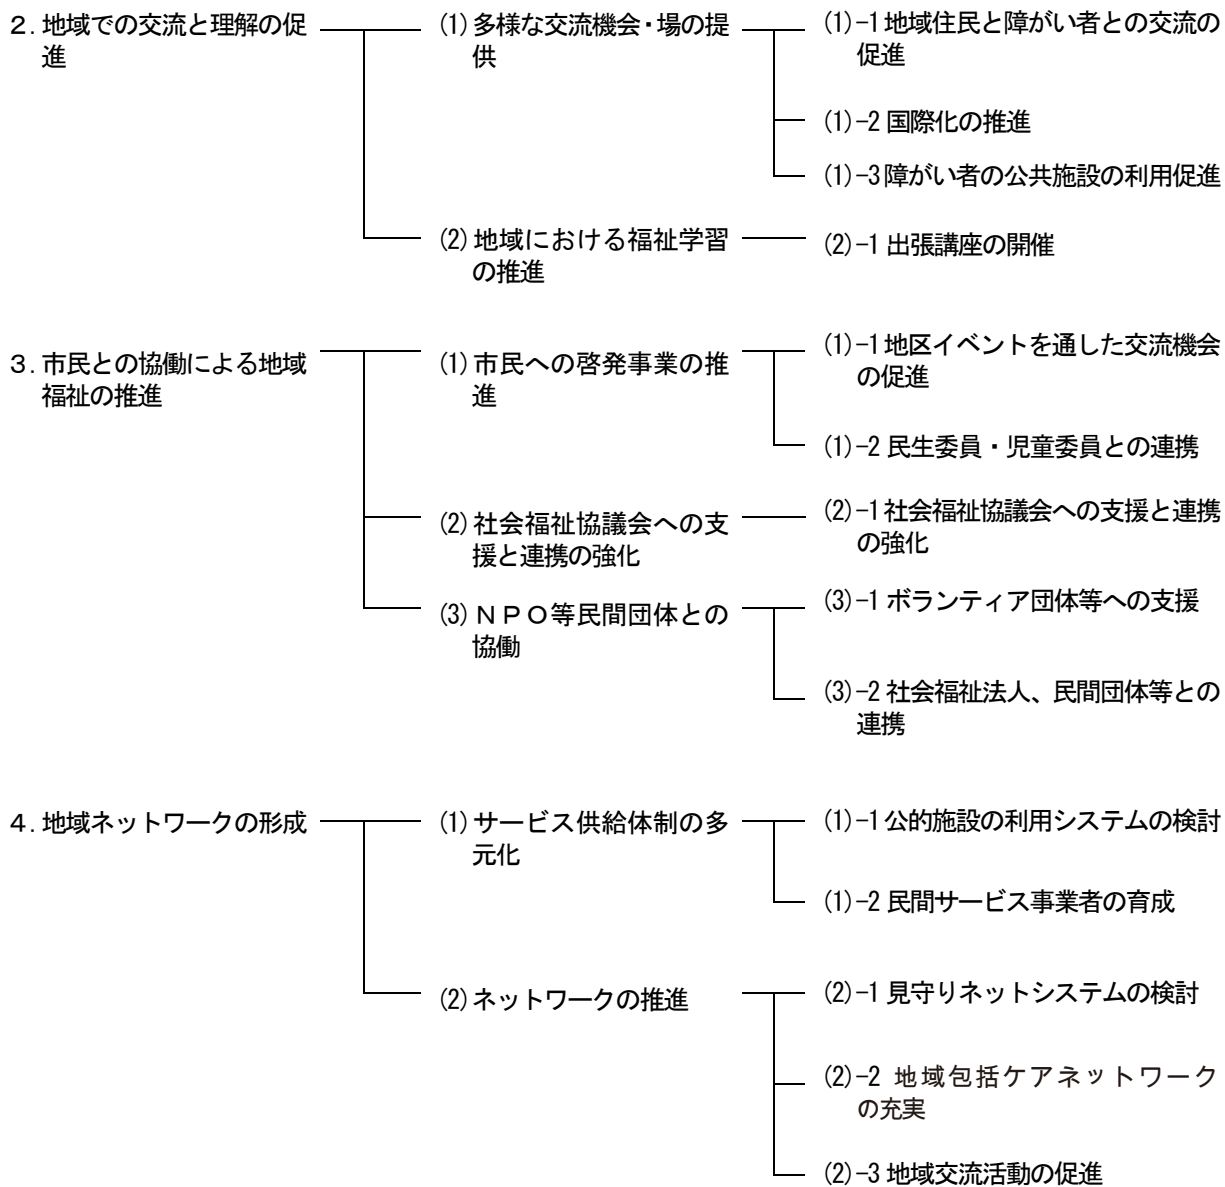 2．地域での交流と理解の促
進
(1)多様な交流機会・場の提
供
(1)-1地域住民と障がい者との交流の
促進
(1)-2 国際化の推進
(1)-3障がい者の公共施設の利用促進
(2)地域における福祉学習
の推進
(2)-1 出張講座の開催
3．市民との協働による地域
福祉の推進
(1)市民への啓発事業の推
進
(1)-1地区イベントを通した交流機会
の促進
(1)-2 民生委員・児童委員との連携
(2)社会福祉協議会への支
援と連携の強化
(2)-1社会福祉協議会への支援と連携
の強化
(3)ＮＰＯ等民間団体との
協働
(3)-1 ボランティア団体等への支援
(3)-2 社会福祉法人、民間団体等との
連携
4．地域ネットワークの形成
(1)サービス供給体制の多
元化
(1)-1公的施設の利用システムの検討
(1)-2 民間サービス事業者の育成
(2)ネットワークの推進
(2)-1 見守りネットシステムの検討
(2)-2 地域包括ケアネットワーク
の充実
(2)-3 地域交流活動の促進